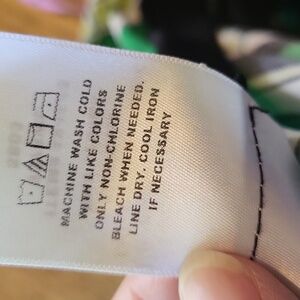 MACHINE WASH COLD
WITH LIKE COLORS
ONLY NON-CHLORINE
BLEACH WHEN NEEDED.
LINE DRY. COOL IRON
IF NECESSARY